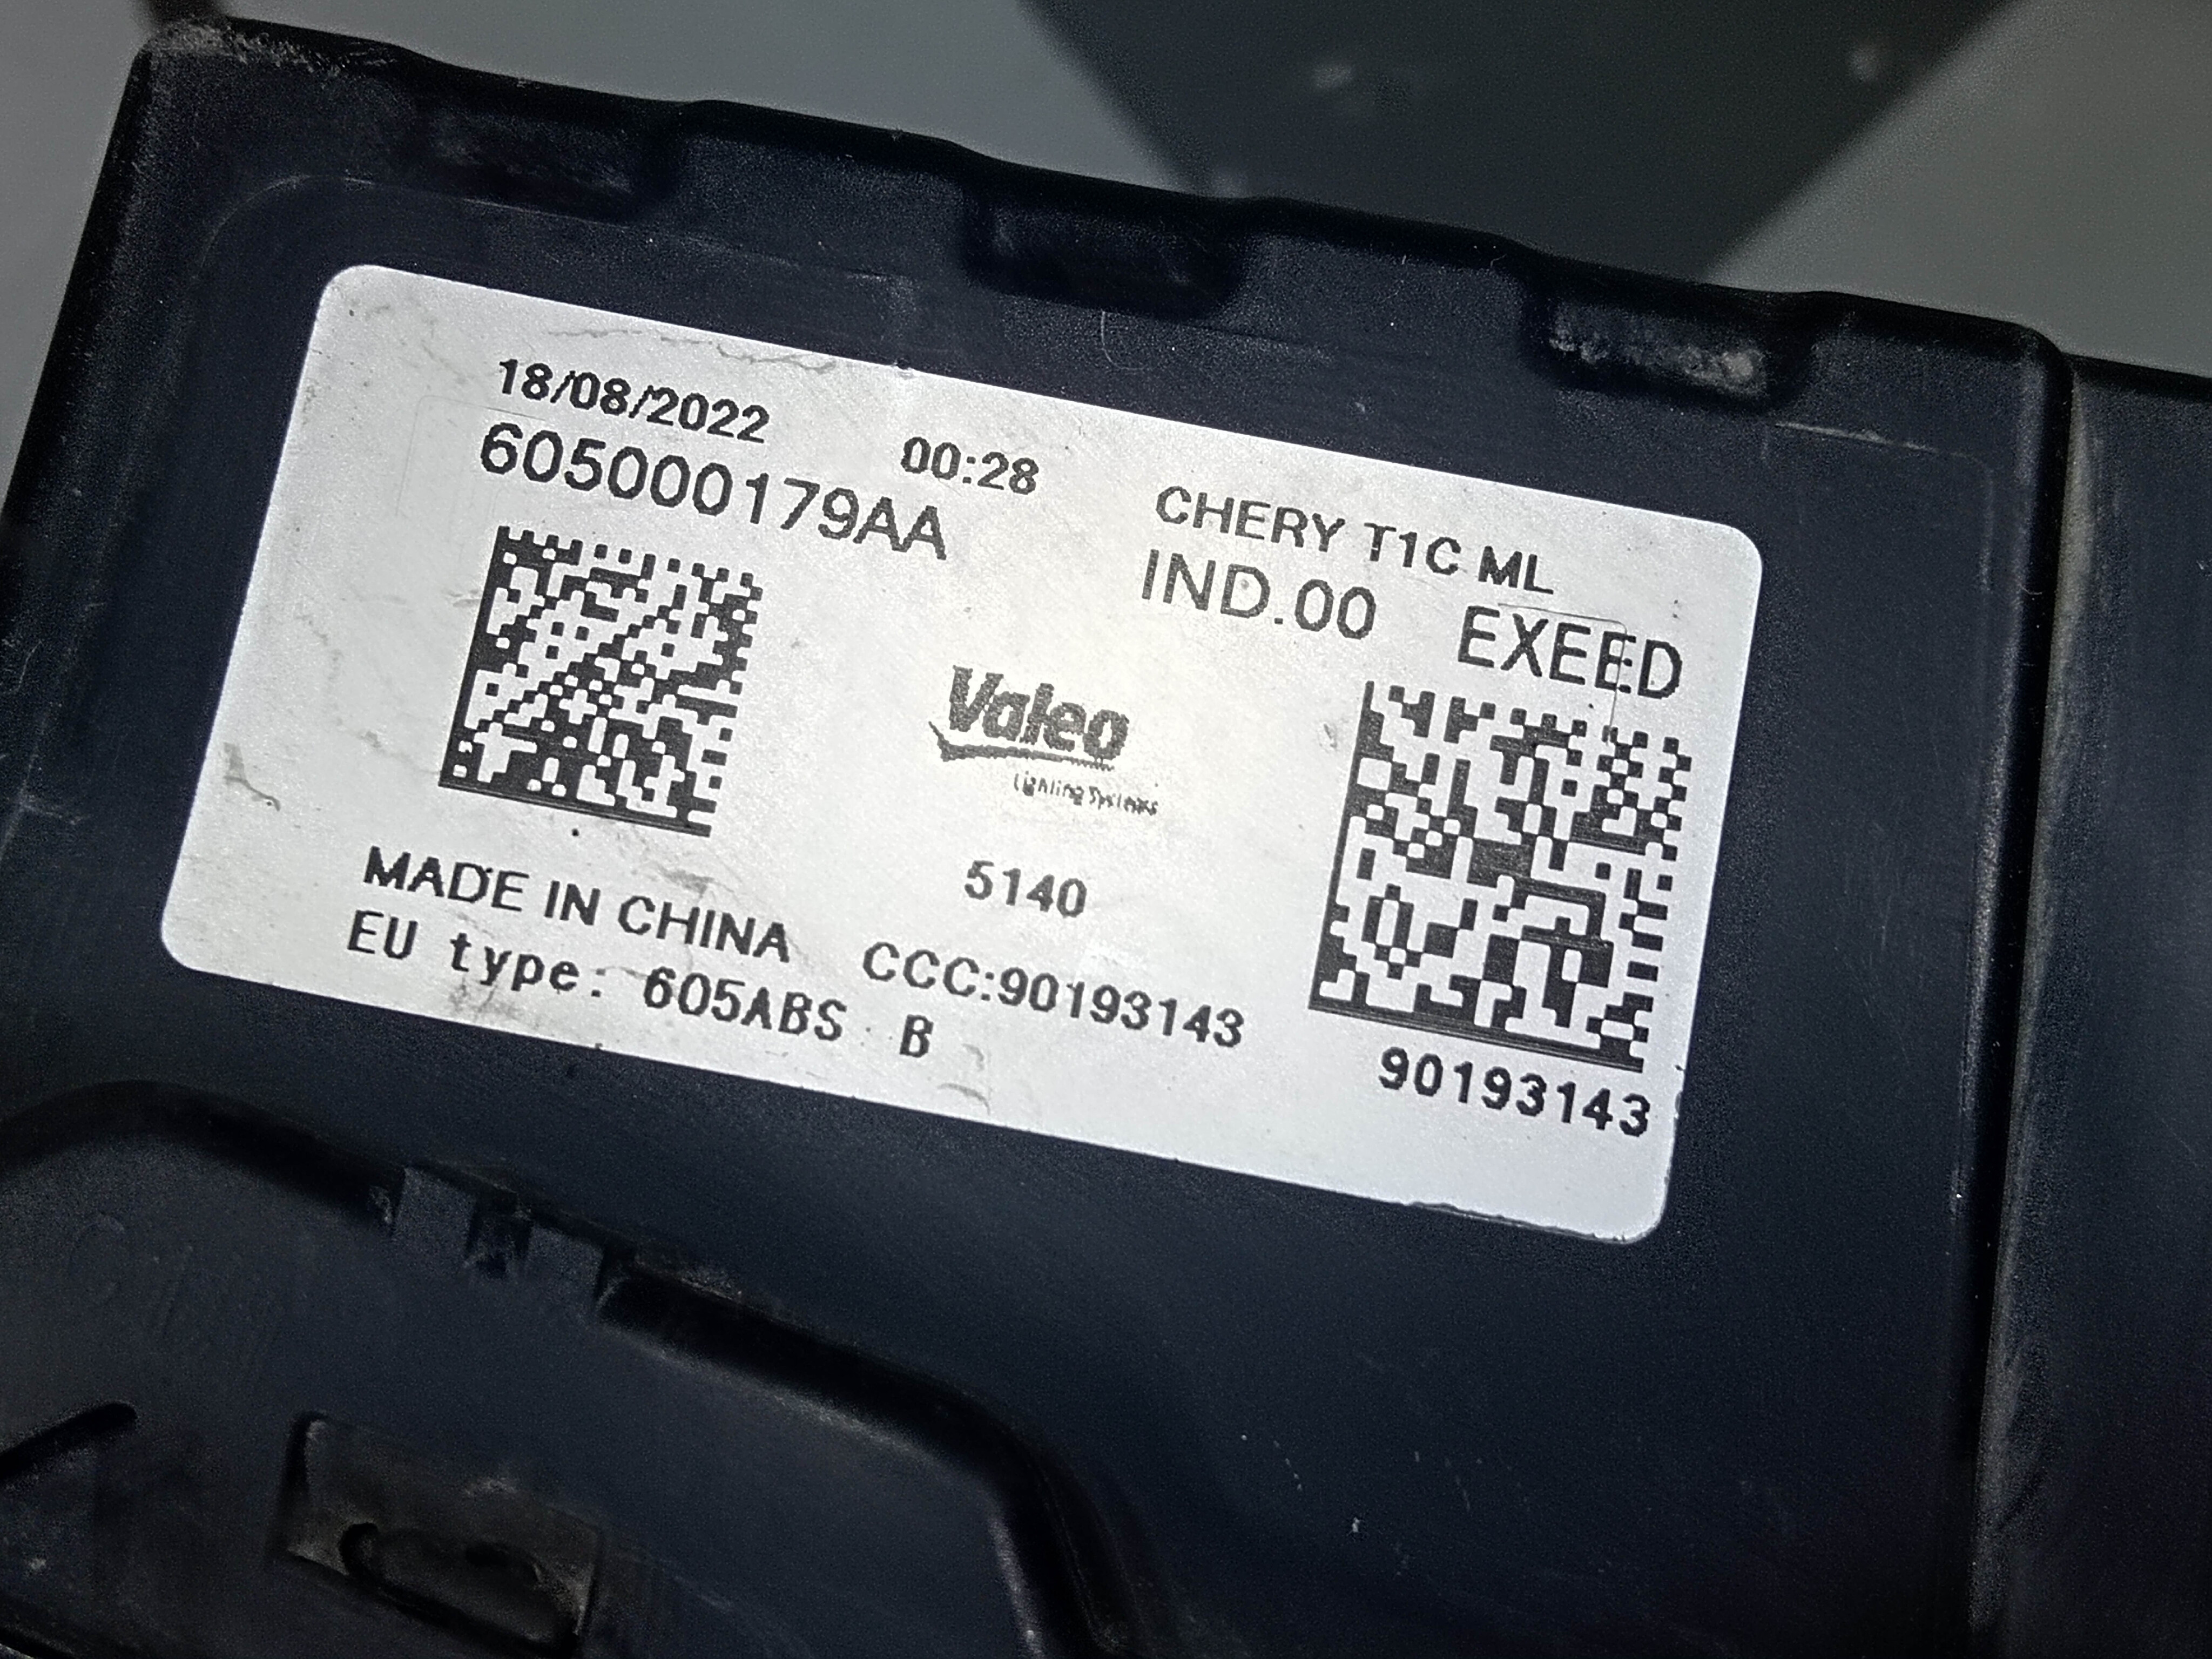 18/08/2022 00:28 CHERY T1C ML
605000179AA IND.00 EXEED
Valeo
Lighting Systems
5140
MADE IN CHINA CCC:90193143
EU type: 605ABS B
90193143